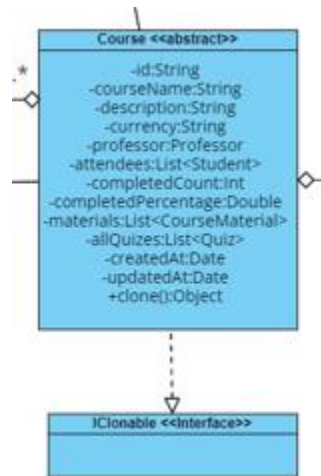 Course <<abstract>>
-id:String
-courseName:String
-description:String
-currency:String
-professor:Professor
-attendees:List<Student>
-completedCount:Int
-completedPercentage:Double
-materials:List<CourseMaterial>
-allQuizes:List<Quiz>
-createdAt:Date
-updatedAt:Date
+clone():Object
..*
IClonable <<Interface>>